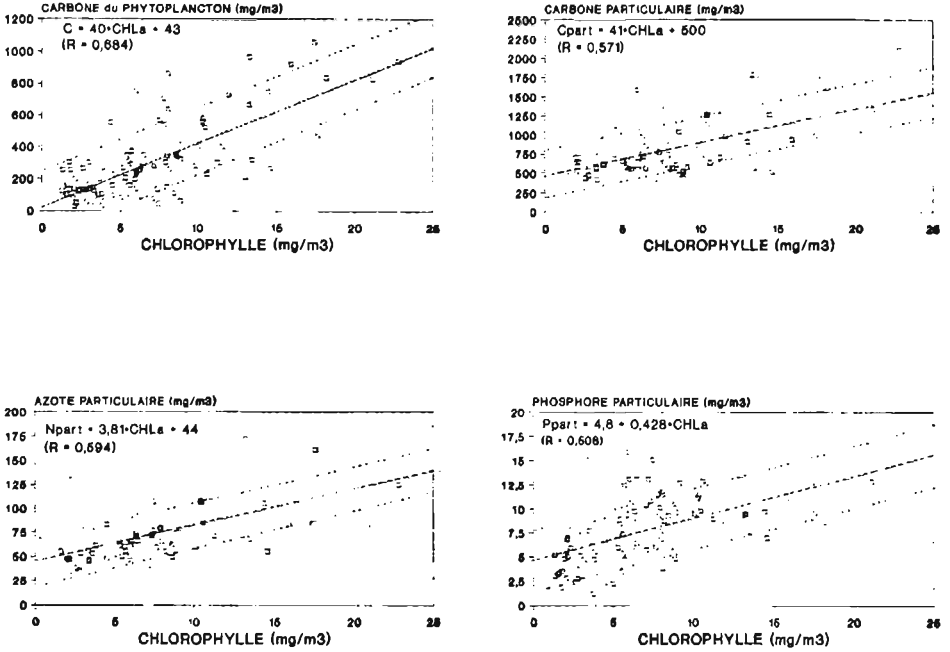 CARBONE du PHYTOPLANCTON (mg/m3)
C = 40*CHLa + 43
(R = 0,684)
1200
1000
800
600
400
200
0
0 5 10 15 20 25
CHLOROPHYLLE (mg/m3)
CARBONE PARTICULAIRE (mg/m3)
Cpart = 41*CHLa + 500
(R = 0,571)
2500
2250
2000
1750
1500
1250
1000
750
500
250
0
0 5 10 15 20 25
CHLOROPHYLLE (mg/m3)
AZOTE PARTICULAIRE (mg/m3)
Npart = 3,81*CHLa + 44
(R = 0,594)
200
175
150
125
100
75
50
25
0
0 5 10 15 20 25
CHLOROPHYLLE (mg/m3)
PHOSPHORE PARTICULAIRE (mg/m3)
Ppart = 4,8 + 0,428*CHLa
(R = 0,608)
20
17,5
15
12,5
10
7,5
5
2,5
0
0 5 10 15 20 25
CHLOROPHYLLE (mg/m3)